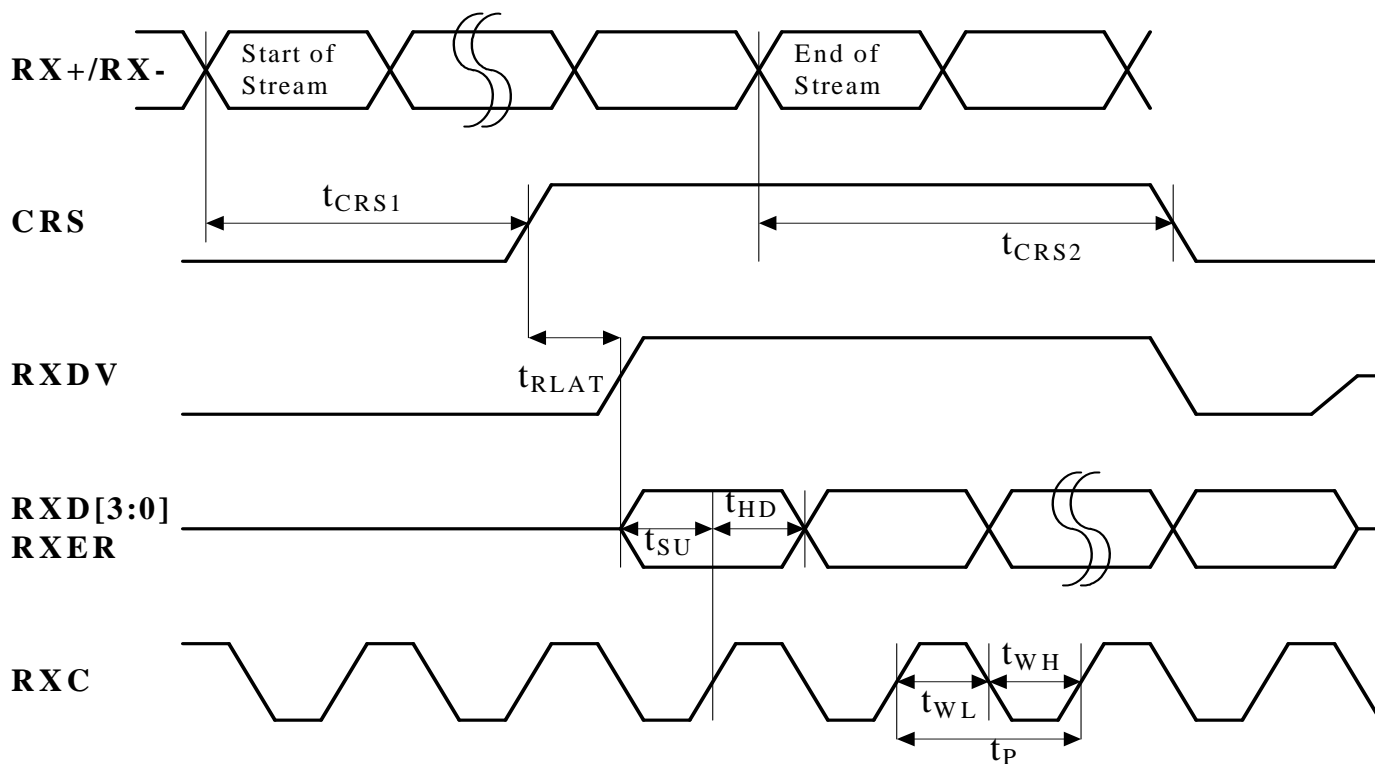 RX+/RX-
Start of
Stream
End of
Stream
CRS
tCRS1
tCRS2
RXDV
tRLAT
RXD[3:0]
RXER
tSU
tHD
RXC
tWL
tWH
tP